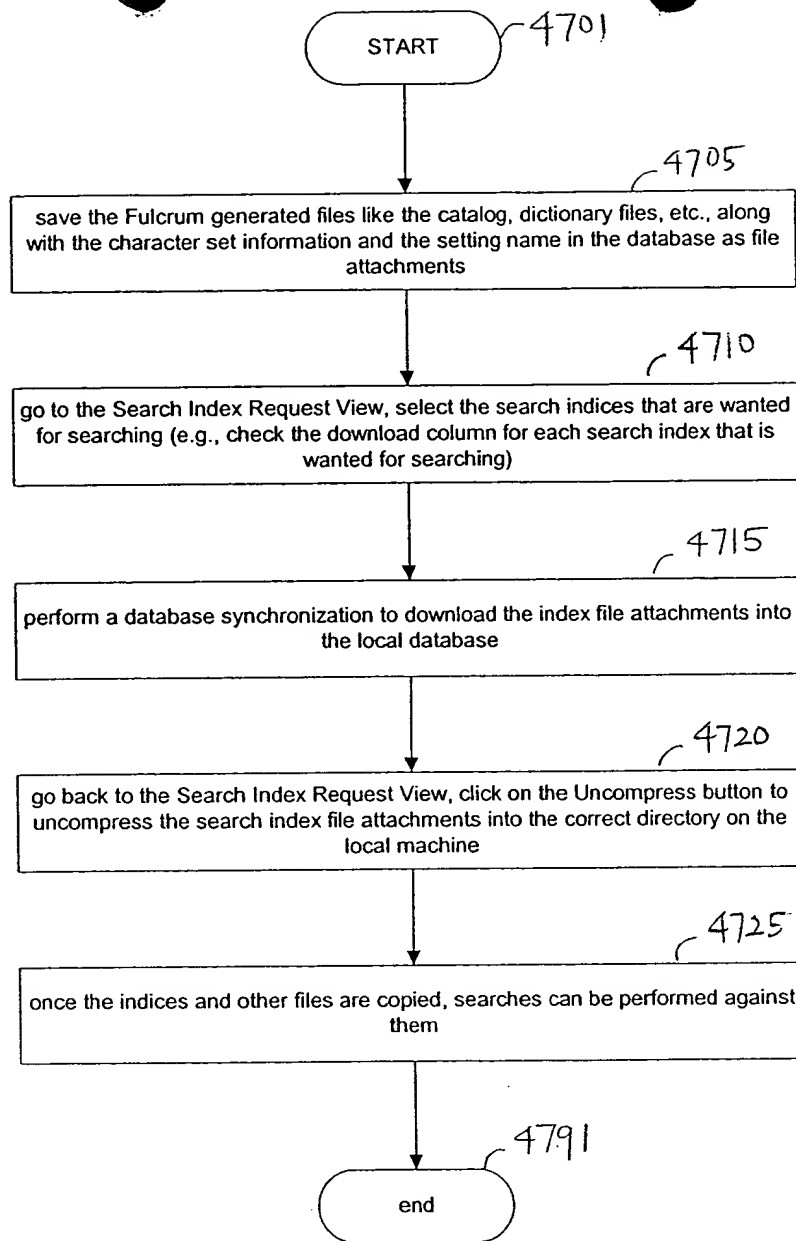 START
4701
4705
save the Fulcrum generated files like the catalog, dictionary files, etc., along
with the character set information and the setting name in the database as file
attachments
4710
go to the Search Index Request View, select the search indices that are wanted
for searching (e.g., check the download column for each search index that is
wanted for searching)
4715
perform a database synchronization to download the index file attachments into
the local database
4720
go back to the Search Index Request View, click on the Uncompress button to
uncompress the search index file attachments into the correct directory on the
local machine
4725
once the indices and other files are copied, searches can be performed against
them
4791
end